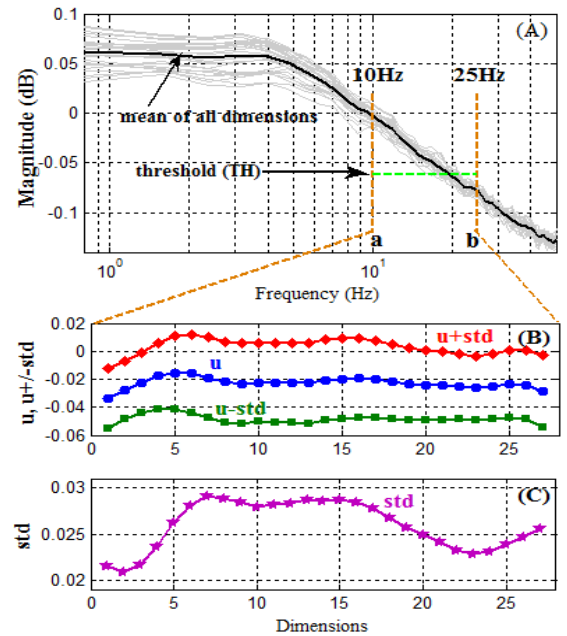 (A)
0.1
0.05
0
-0.05
-0.1
Magnitude (dB)
10Hz 25Hz
mean of all dimensions
threshold (TH)
a b
10^0 10^1
Frequency (Hz)
(B)
0.02
0
-0.02
-0.04
-0.06
u, u+/-std
u+std
u
u-std
0 5 10 15 20 25
(C)
0.03
0.025
0.02
std
std
0 5 10 15 20 25
Dimensions